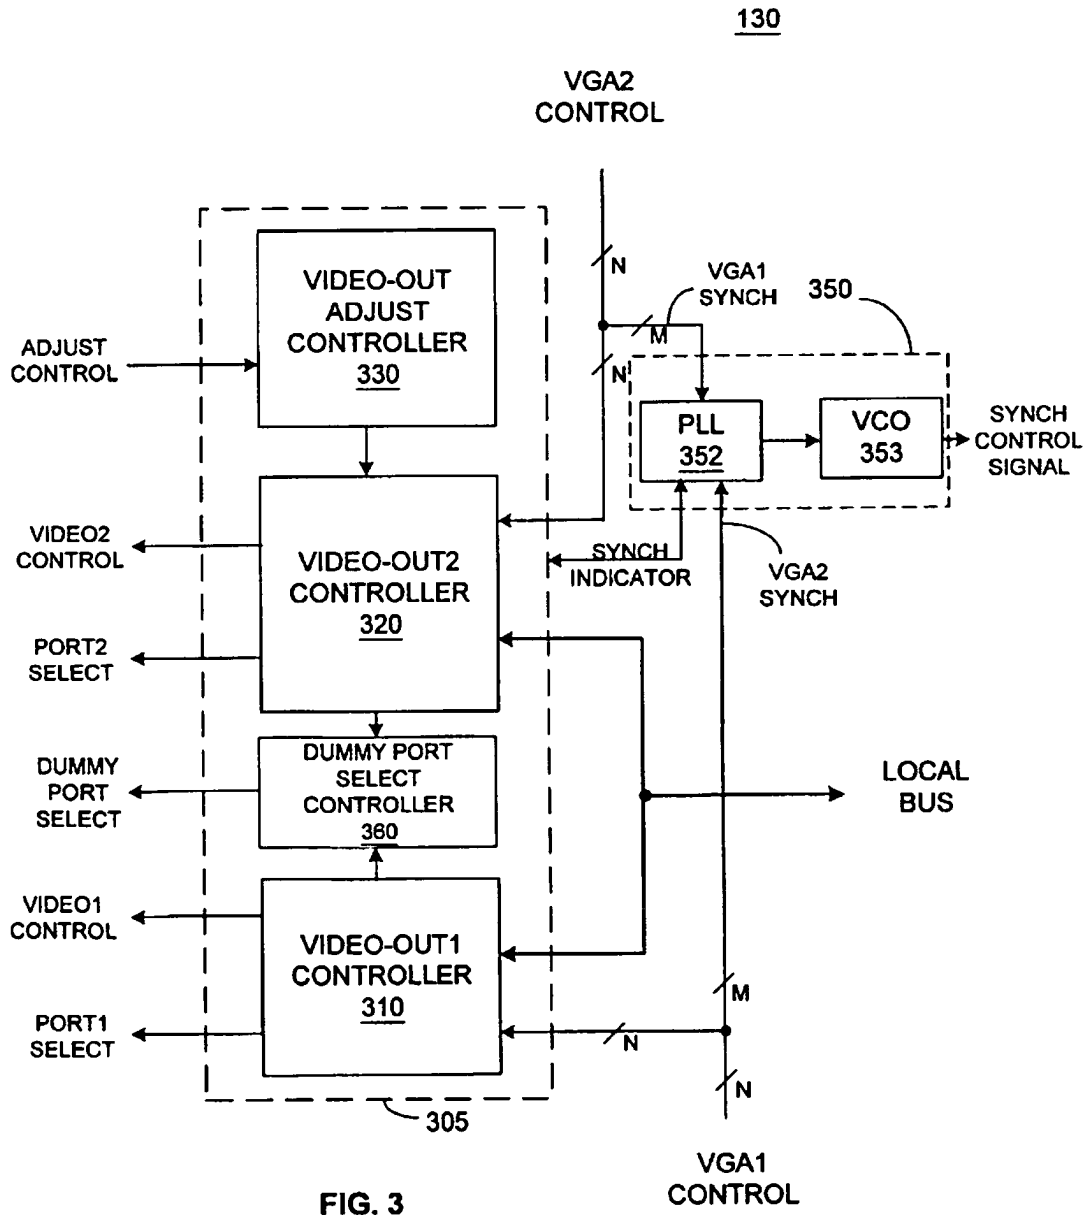 130
VGA2
CONTROL
N
VGA1
SYNCH
350
M
N
VIDEO-OUT
ADJUST
CONTROLLER
330
ADJUST
CONTROL
PLL
352
VCO
353
SYNCH
CONTROL
SIGNAL
VIDEO2
CONTROL
VIDEO-OUT2
CONTROLLER
320
SYNCH
INDICATOR
VGA2
SYNCH
PORT2
SELECT
DUMMY PORT
SELECT
CONTROLLER
360
DUMMY
PORT
SELECT
LOCAL
BUS
VIDEO1
CONTROL
VIDEO-OUT1
CONTROLLER
310
M
PORT1
SELECT
N
N
305
VGA1
CONTROL
FIG. 3